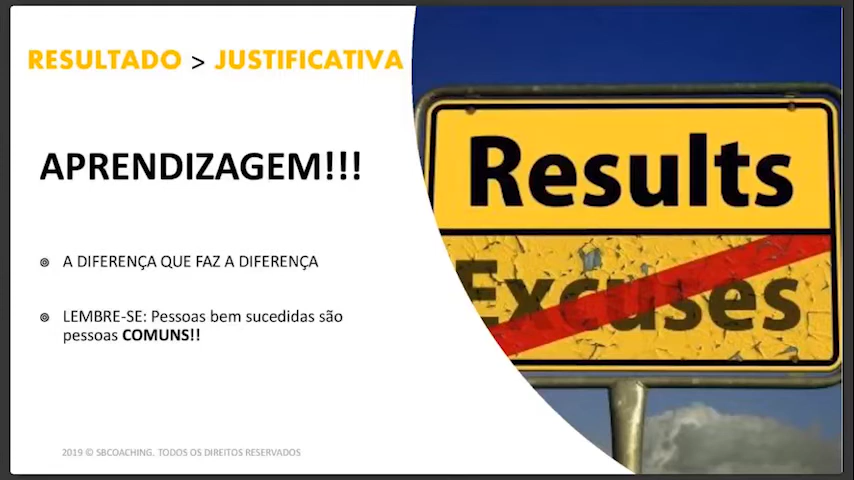 RESULTADO > JUSTIFICATIVA
APRENDIZAGEM!!!
A DIFERENÇA QUE FAZ A DIFERENÇA
LEMBRE-SE: Pessoas bem sucedidas são
pessoas COMUNS!!
2019 © SBCOACHING. TODOS OS DIREITOS RESERVADOS
Results
Excuses